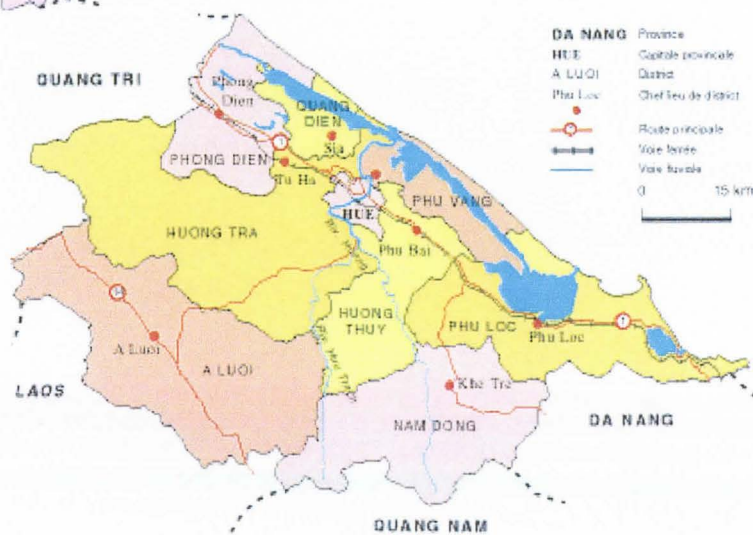 DA NANG Province
HUE Capitale provinciale
A LUOI District
Phu Loc Chef lieu de district
Route principale
Voie ferrée
Voie fluviale
0 15 km
QUANG TRI
Phong
Dien
QUANG
DIEN
Sia
PHONG DIEN
1
Tu Ha
PHU VANG
HUE
HUONG TRA
Phu Bai
HUONG
THUY
PHU LOC
Phu Loc
1
A Luoi
A LUOI
LAOS
Khe Tre
NAM DONG
DA NANG
QUANG NAM